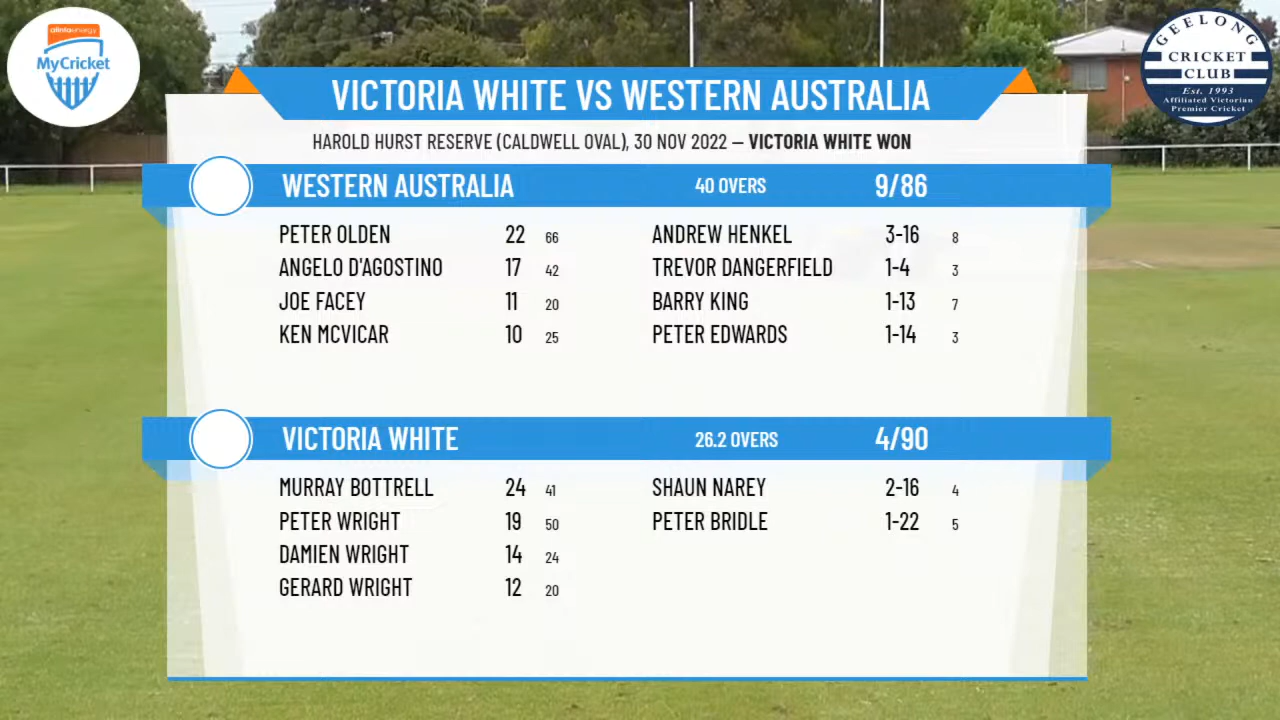 alintaenergy
MyCricket
GEELONG
CRICKET
CLUB
Est. 1993
Affiliated Victorian
Premier Cricket
VICTORIA WHITE VS WESTERN AUSTRALIA
HAROLD HURST RESERVE (CALDWELL OVAL), 30 NOV 2022 – VICTORIA WHITE WON
WESTERN AUSTRALIA 40 OVERS 9/86
PETER OLDEN 22 66 ANDREW HENKEL 3-16 8
ANGELO D'AGOSTINO 17 42 TREVOR DANGERFIELD 1-4 3
JOE FACEY 11 20 BARRY KING 1-13 7
KEN MCVICAR 10 25 PETER EDWARDS 1-14 3
VICTORIA WHITE 26.2 OVERS 4/90
MURRAY BOTTRELL 24 41 SHAUN NAREY 2-16 4
PETER WRIGHT 19 50 PETER BRIDLE 1-22 5
DAMIEN WRIGHT 14 24
GERARD WRIGHT 12 20